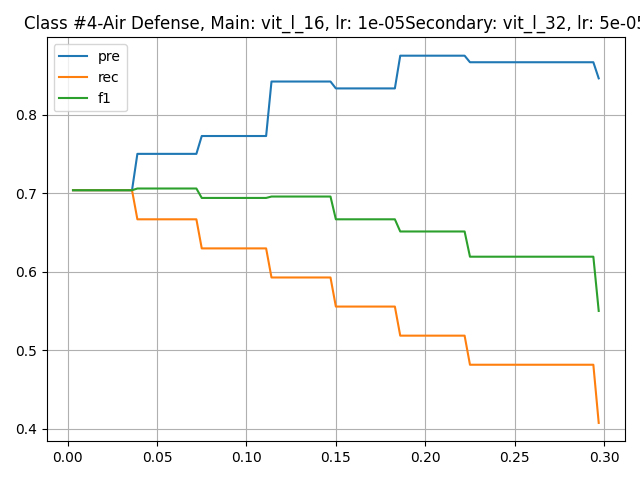 Class #4-Air Defense, Main: vit_l_16, lr: 1e-05Secondary: vit_l_32, lr: 5e-05
pre
rec
f1
0.8
0.7
0.6
0.5
0.4
0.00 0.05 0.10 0.15 0.20 0.25 0.30